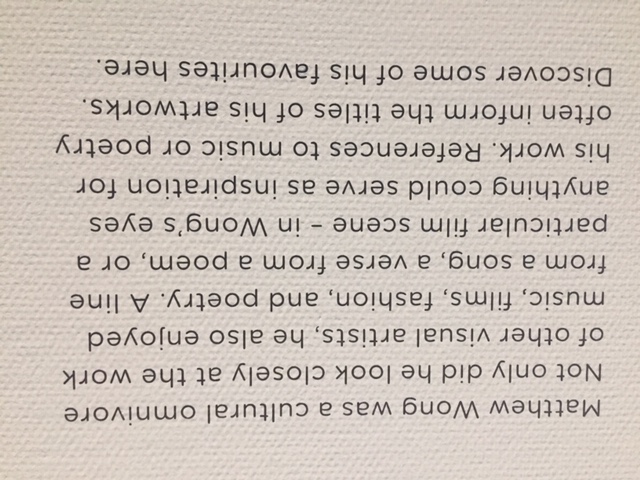 Matthew Wong was a cultural omnivore
Not only did he look closely at the work
of other visual artists, he also enjoyed
music, films, fashion, and poetry. A line
from a song, a verse from a poem, or a
particular film scene – in Wong's eyes
anything could serve as inspiration for
his work. References to music or poetry
often inform the titles of his artworks.
Discover some of his favourites here.